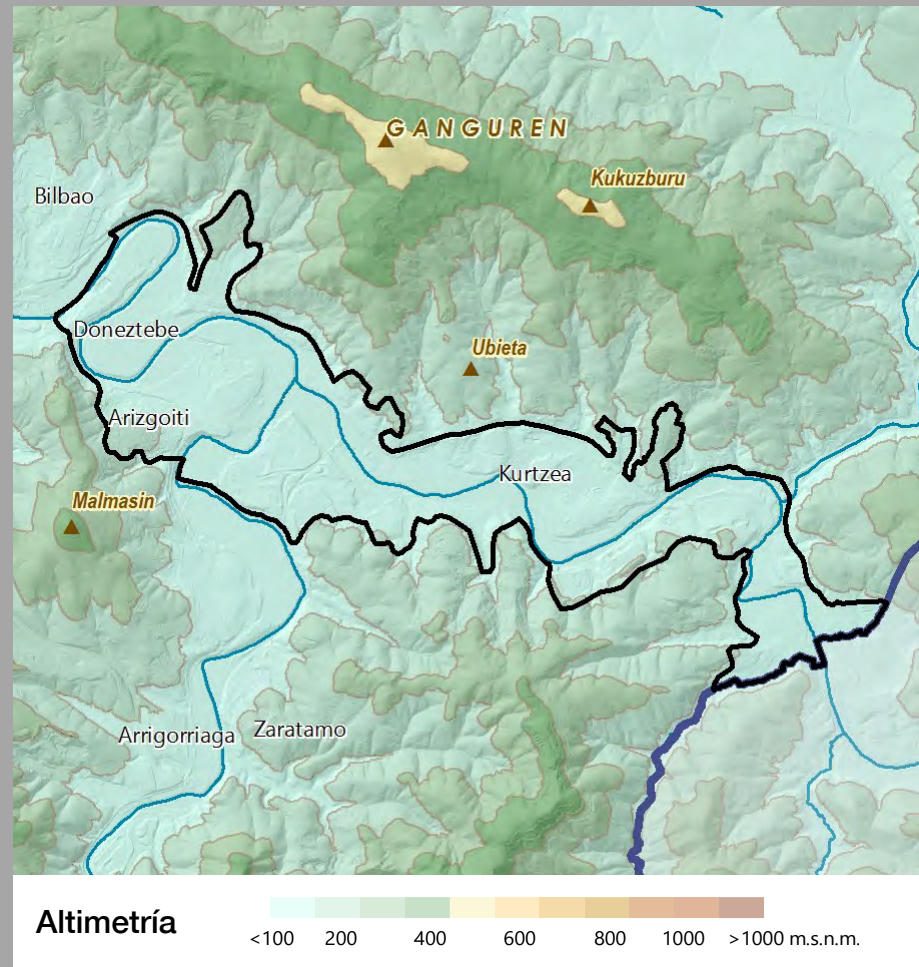 GANGUREN
Kukuzburu
Bilbao
Doneztebe
Ubieta
Arizgoiti
Kurtzea
Malmasin
Arrigorriaga
Zaratamo
Altimetría
<100 200 400 600 800 1000 >1000 m.s.n.m.